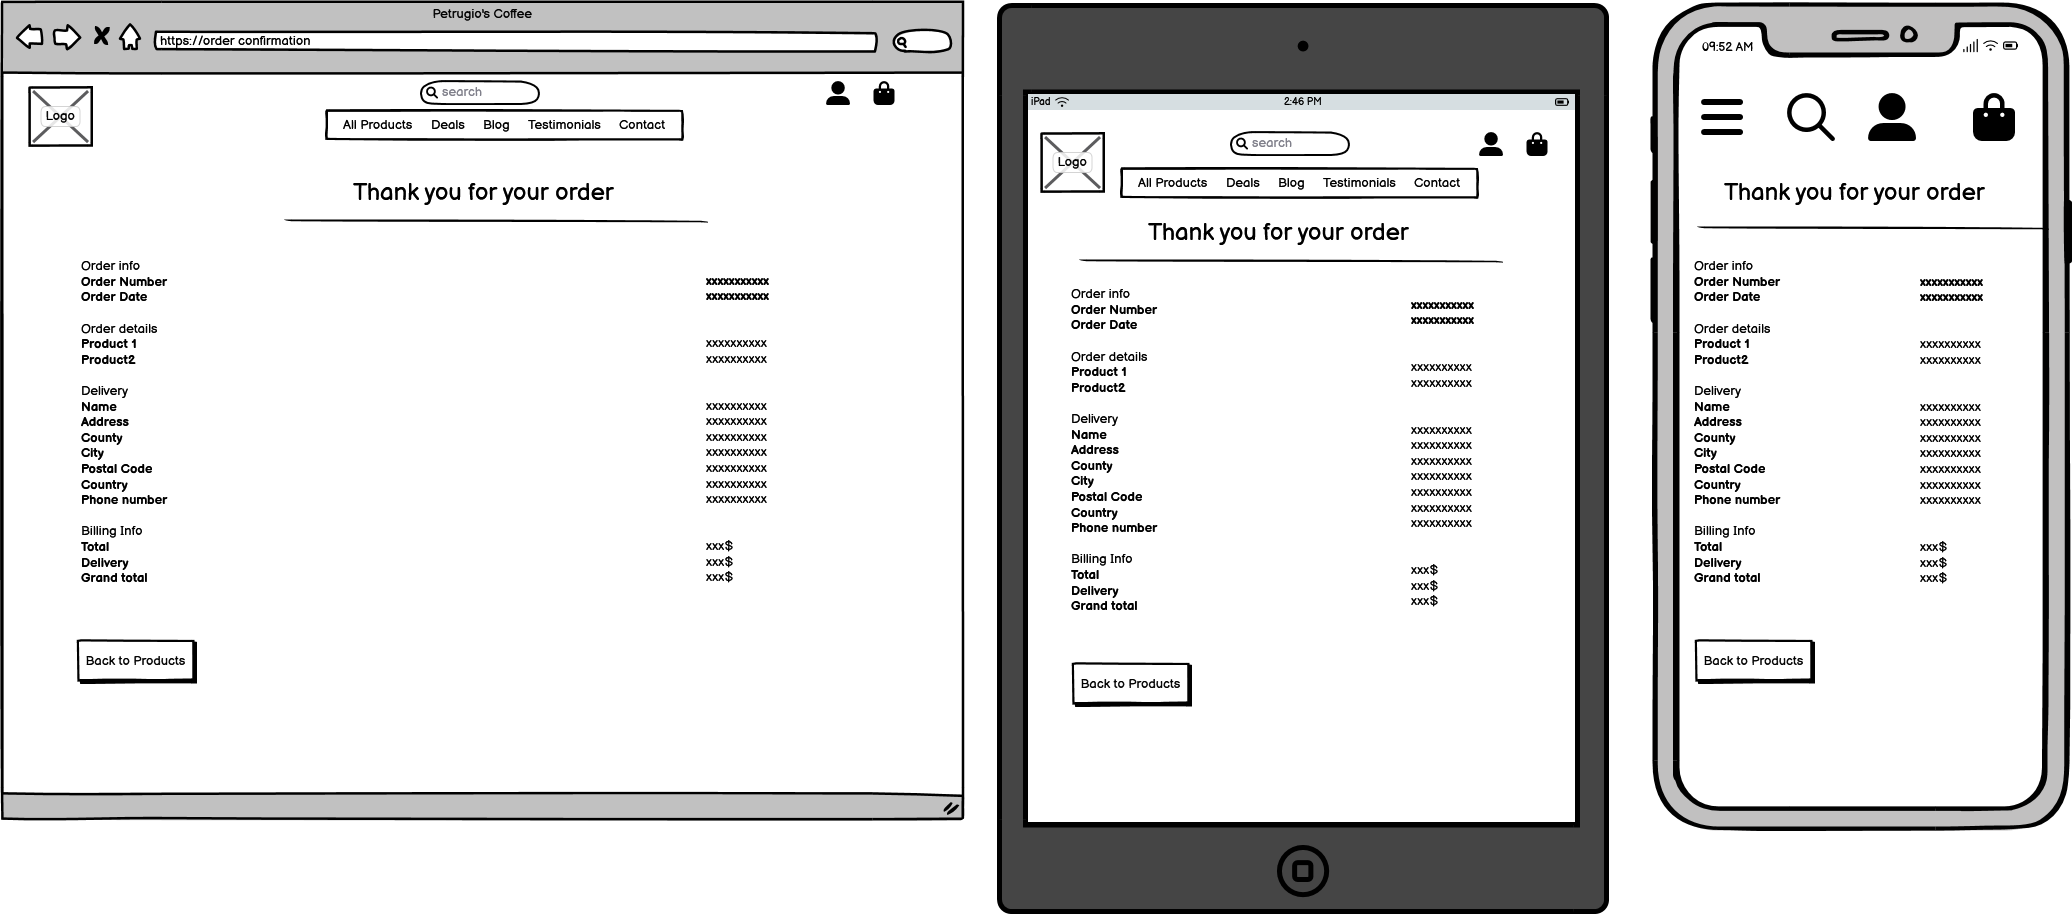 Petrugio's Coffee
https://order confirmation
Logo
search
All Products Deals Blog Testimonials Contact
Thank you for your order
Order info
Order Number xxxxxxxxxxx
Order Date xxxxxxxxxxx
Order details
Product 1 xxxxxxxxxx
Product2 xxxxxxxxxx
Delivery
Name xxxxxxxxxx
Address xxxxxxxxxx
County xxxxxxxxxx
City xxxxxxxxxx
Postal Code xxxxxxxxxx
Country xxxxxxxxxx
Phone number xxxxxxxxxx
Billing Info
Total xxx$
Delivery xxx$
Grand total xxx$
Back to Products
iPad 2:46 PM
Logo
search
All Products Deals Blog Testimonials Contact
Thank you for your order
Order info
Order Number xxxxxxxxxxx
Order Date xxxxxxxxxxx
Order details
Product 1 xxxxxxxxxx
Product2 xxxxxxxxxx
Delivery
Name xxxxxxxxxx
Address xxxxxxxxxx
County xxxxxxxxxx
City xxxxxxxxxx
Postal Code xxxxxxxxxx
Country xxxxxxxxxx
Phone number xxxxxxxxxx
Billing Info
Total xxx$
Delivery xxx$
Grand total xxx$
Back to Products
09:52 AM
Thank you for your order
Order info
Order Number xxxxxxxxxxx
Order Date xxxxxxxxxxx
Order details
Product 1 xxxxxxxxxx
Product2 xxxxxxxxxx
Delivery
Name xxxxxxxxxx
Address xxxxxxxxxx
County xxxxxxxxxx
City xxxxxxxxxx
Postal Code xxxxxxxxxx
Country xxxxxxxxxx
Phone number xxxxxxxxxx
Billing Info
Total xxx$
Delivery xxx$
Grand total xxx$
Back to Products